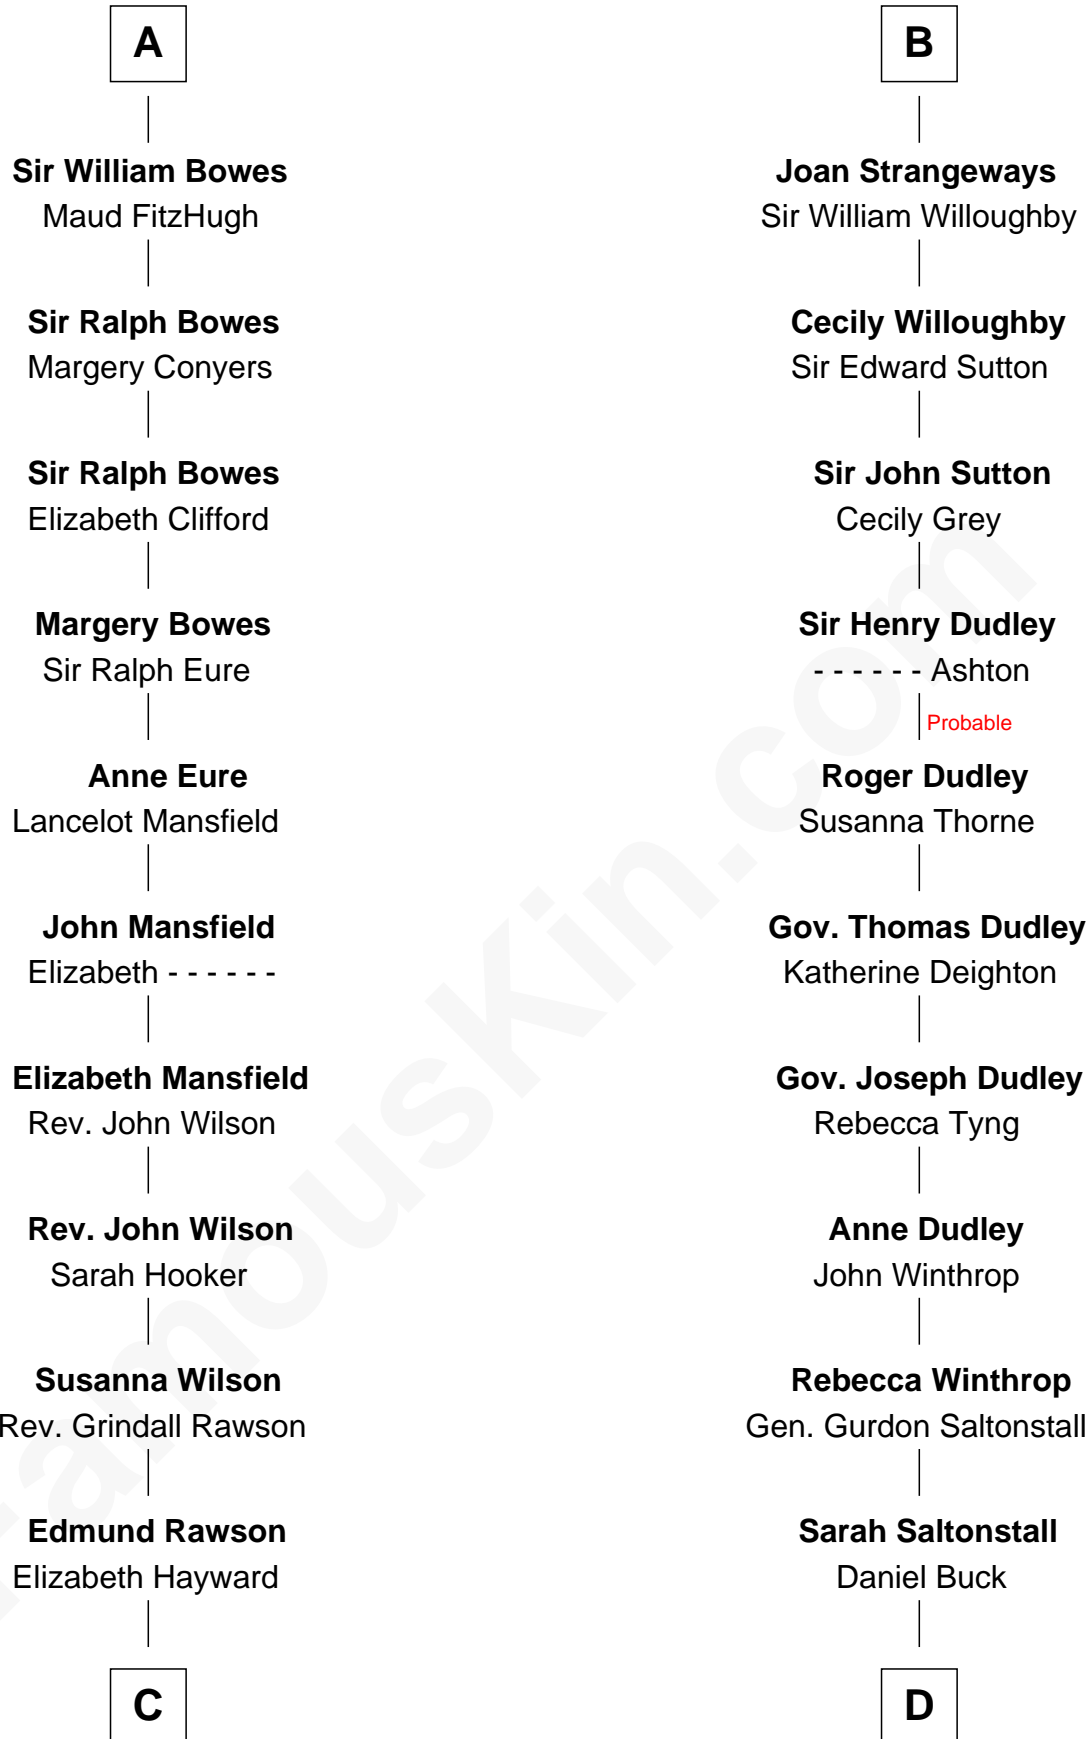 A
Sir William Bowes
Maud FitzHugh
Sir Ralph Bowes
Margery Conyers
Sir Ralph Bowes
Elizabeth Clifford
Margery Bowes
Sir Ralph Eure
Anne Eure
Lancelot Mansfield
John Mansfield
Elizabeth - - - - - -
Elizabeth Mansfield
Rev. John Wilson
Rev. John Wilson
Sarah Hooker
Susanna Wilson
Rev. Grindall Rawson
Edmund Rawson
Elizabeth Hayward
C
B
Joan Strangeways
Sir William Willoughby
Cecily Willoughby
Sir Edward Sutton
Sir John Sutton
Cecily Grey
Sir Henry Dudley
- - - - - - Ashton
Probable
Roger Dudley
Susanna Thorne
Gov. Thomas Dudley
Katherine Deighton
Gov. Joseph Dudley
Rebecca Tyng
Anne Dudley
John Winthrop
Rebecca Winthrop
Gen. Gurdon Saltonstall
Sarah Saltonstall
Daniel Buck
D
FamousKin.com